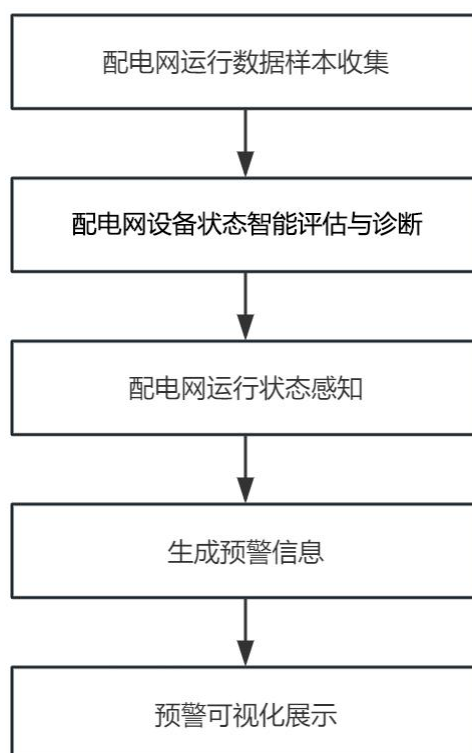 配电网运行数据样本收集
配电网设备状态智能评估与诊断
配电网运行状态感知
生成预警信息
预警可视化展示